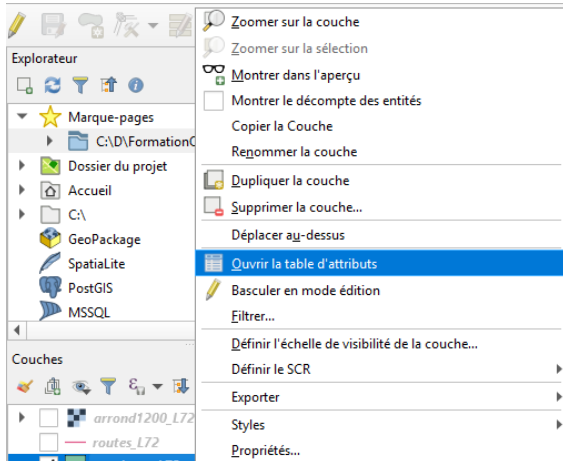 Explorateur
Marque-pages
C:\D\Formation
Dossier du projet
Accueil
C:\
GeoPackage
SpatiaLite
PostGIS
MSSQL
Couches
arrond1200_L72
routes_L72
Zoomer sur la couche
Zoomer sur la sélection
Montrer dans l'aperçu
Montrer le décompte des entités
Copier la Couche
Renommer la couche
Dupliquer la couche
Supprimer la couche...
Déplacer au-dessus
Ouvrir la table d'attributs
Basculer en mode édition
Filtrer...
Définir l'échelle de visibilité de la couche...
Définir le SCR
Exporter
Styles
Propriétés...